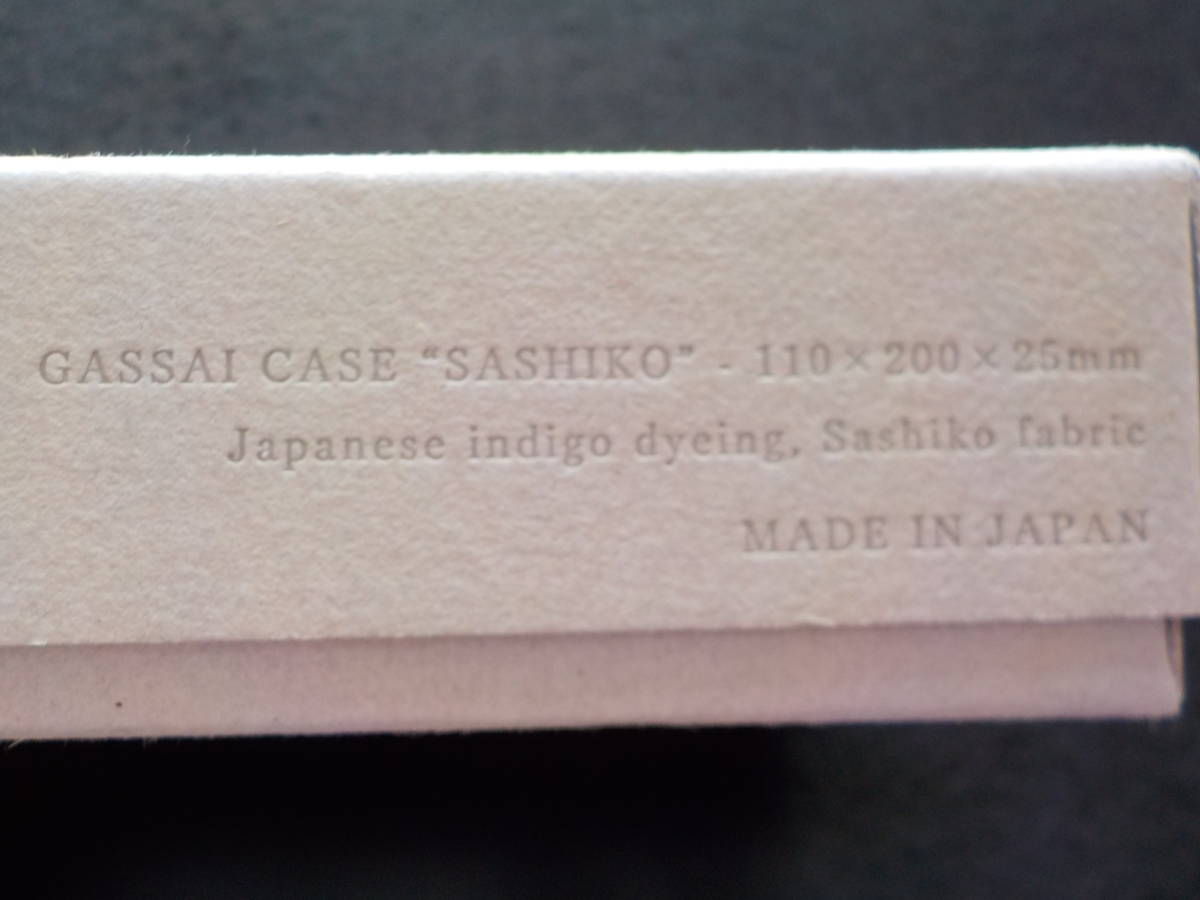 GASSAI CASE “SASHIKO” - 110×200×25mm
Japanese indigo dyeing, Sashiko fabric
MADE IN JAPAN